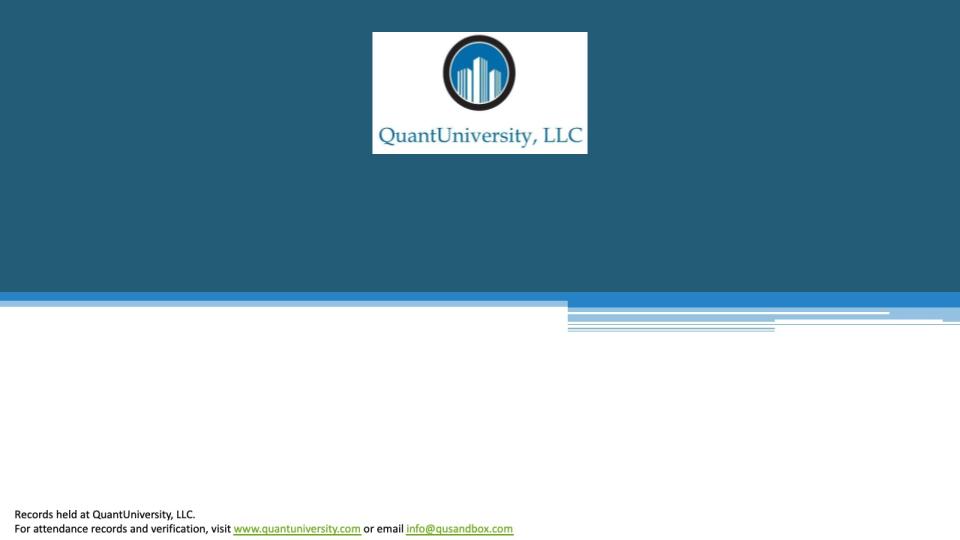 QuantUniversity, LLC
Records held at QuantUniversity, LLC.
For attendance records and verification, visit www.quantuniversity.com or email info@qusandbox.com